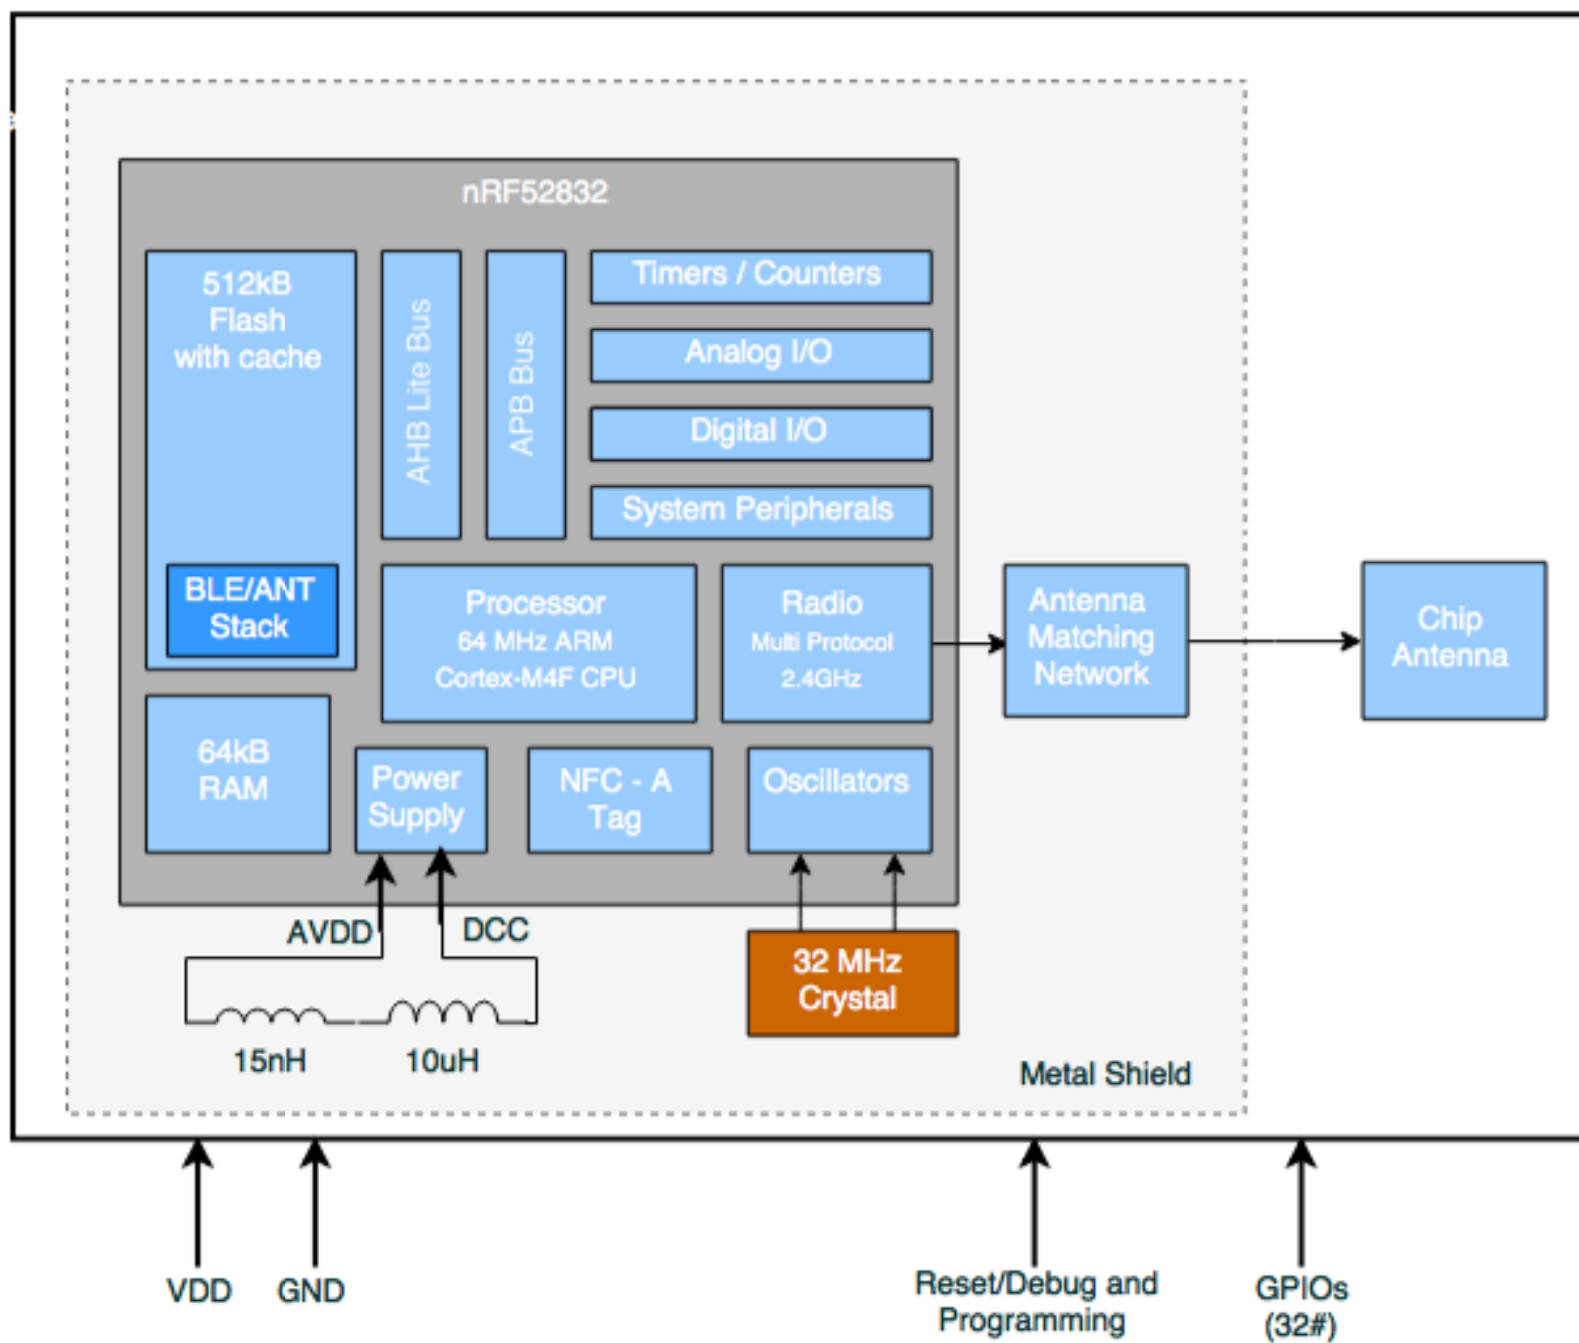 nRF52832
512kB
Flash
with cache
AHB Lite Bus
APB Bus
Timers / Counters
Analog I/O
Digital I/O
System Peripherals
BLE/ANT
Stack
Processor
64 MHz ARM
Cortex-M4F CPU
Radio
Multi Protocol
2.4GHz
Antenna
Matching
Network
Chip
Antenna
64kB
RAM
Power
Supply
NFC - A
Tag
Oscillators
AVDD
DCC
32 MHz
Crystal
15nH
10uH
Metal Shield
VDD
GND
Reset/Debug and
Programming
GPIOs
(32#)